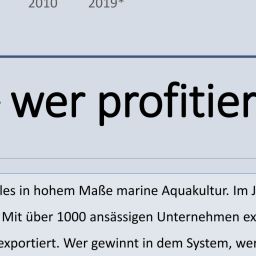 2010 2019*
wer profitier
les in hohem Maße marine Aquakultur. Im J
Mit über 1000 ansässigen Unternehmen ex
exportiert. Wer gewinnt in dem System, wer